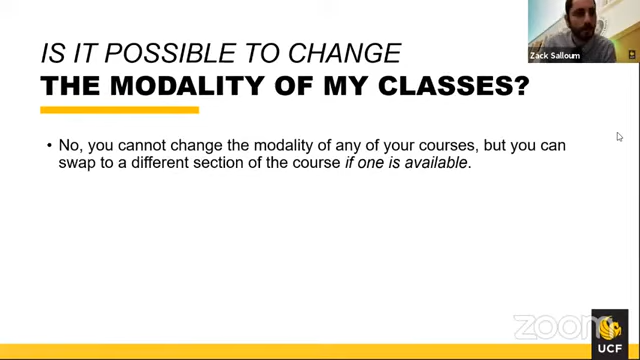 Zack Salloum
IS IT POSSIBLE TO CHANGE
THE MODALITY OF MY CLASSES?
• No, you cannot change the modality of any of your courses, but you can
swap to a different section of the course if one is available.
zoom
UCF